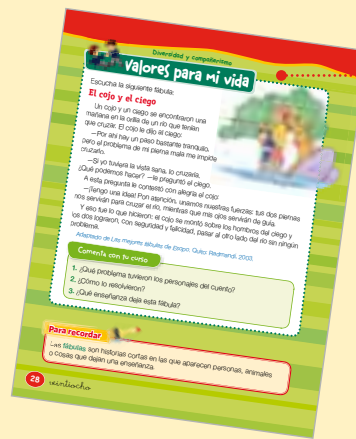 Diversidad y compañerismo
Valores para mi vida
Escucha la siguiente fábula:
El cojo y el ciego
Un cojo y un ciego se encontraron una
mañana en la orilla de un río que tenían
que cruzar. El cojo le dijo al ciego:
—Por ahí hay un paso bastante tranquilo,
pero el problema de mi pierna mala me impide
cruzarlo.
—Si yo tuviera la vista sana, lo cruzaría.
¿Qué podemos hacer? —le preguntó el ciego.
A esta pregunta le contestó con alegría el cojo:
—¡Tengo una idea! Pon atención, unamos nuestras fuerzas: tus dos piernas
nos servirán para cruzar el río, mientras que mis ojos servirán de guía.
Y eso fue lo que hicieron: el cojo se montó sobre los hombros del ciego y
los dos lograron, con seguridad y felicidad, pasar al otro lado del río sin ningún
problema.
Adaptado de Las mejores fábulas de Esopo. Quito: Radmandí, 2003.
Comenta con tu curso
1. ¿Qué problema tuvieron los personajes del cuento?
2. ¿Cómo lo resolvieron?
3. ¿Qué enseñanza deja esta fábula?
Para recordar
Las fábulas son historias cortas en las que aparecen personas, animales
o cosas que dejan una enseñanza.
28 veintiocho